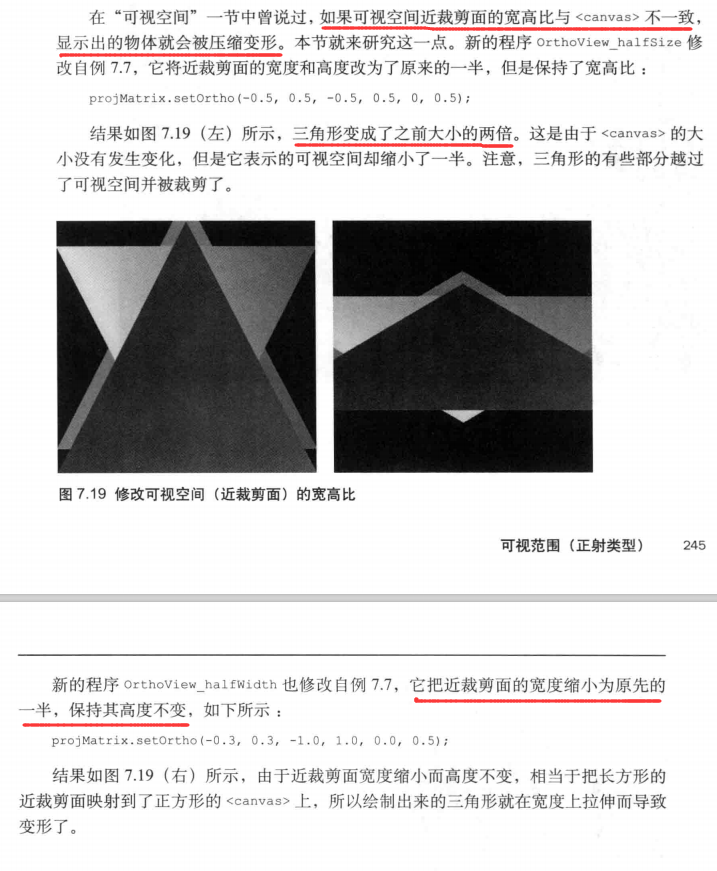 在“可视空间”一节中曾说过，如果可视空间近裁剪面的宽高比与 <canvas> 不一致，
显示出的物体就会被压缩变形。本节就来研究这一点。新的程序 OrthoView_halfSize 修
改自例 7.7，它将近裁剪面的宽度和高度改为了原来的一半，但是保持了宽高比：
projMatrix.setOrtho(-0.5, 0.5, -0.5, 0.5, 0, 0.5);
结果如图 7.19（左）所示，三角形变成了之前大小的两倍。这是由于 <canvas> 的大
小没有发生变化，但是它表示的可视空间却缩小了一半。注意，三角形的有些部分越过
了可视空间并被裁剪了。
图 7.19 修改可视空间（近裁剪面）的宽高比
可视范围（正射类型） 245
新的程序 OrthoView_halfWidth 也修改自例 7.7，它把近裁剪面的宽度缩小为原先的
一半，保持其高度不变，如下所示：
projMatrix.setOrtho(-0.3, 0.3, -1.0, 1.0, 0.0, 0.5);
结果如图 7.19（右）所示，由于近裁剪面宽度缩小而高度不变，相当于把长方形的
近裁剪面映射到了正方形的 <canvas> 上，所以绘制出来的三角形就在宽度上拉伸而导致
变形了。